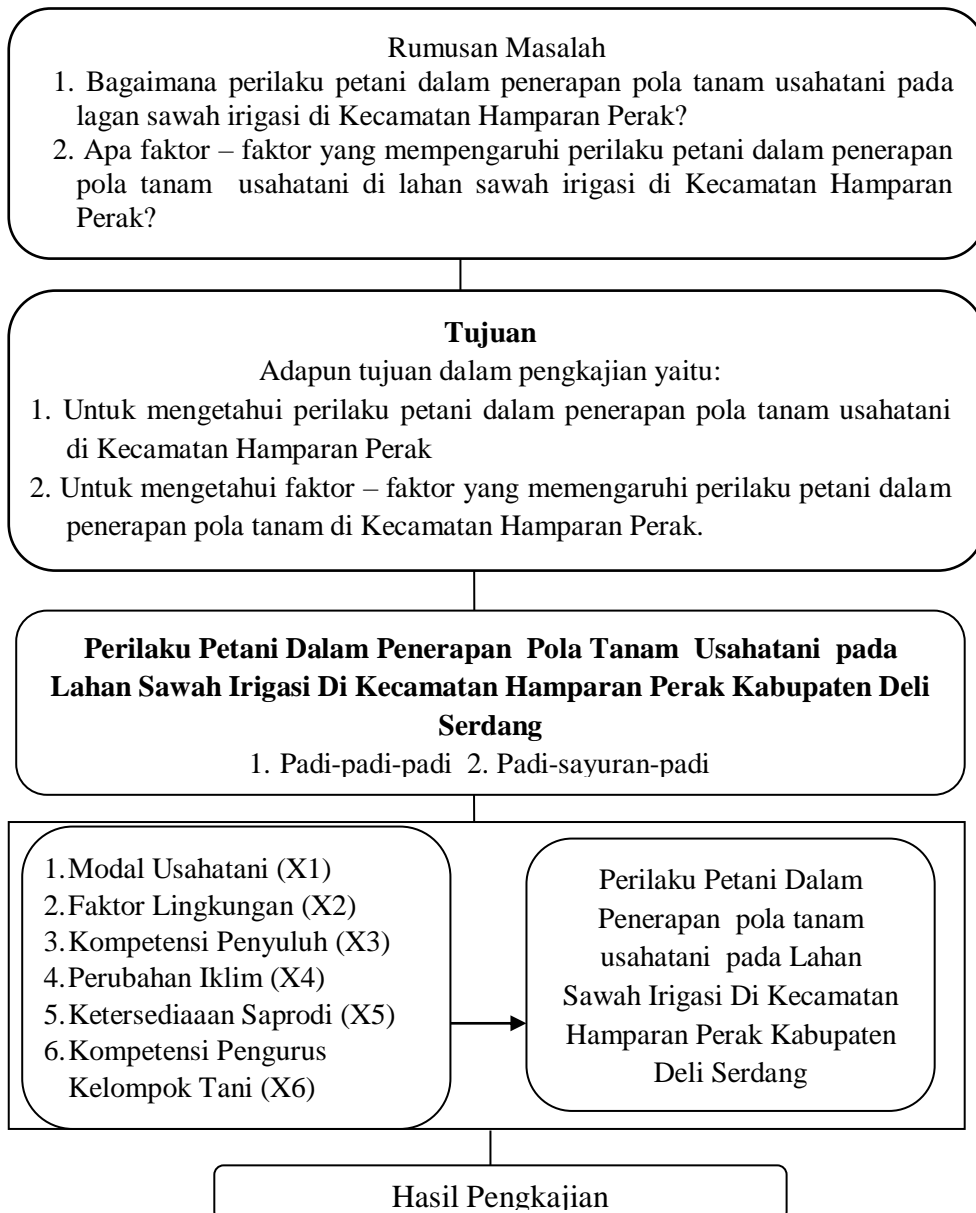 Rumusan Masalah
1. Bagaimana perilaku petani dalam penerapan pola tanam usahatani pada
lagan sawah irigasi di Kecamatan Hamparan Perak?
2. Apa faktor – faktor yang mempengaruhi perilaku petani dalam penerapan
pola tanam usahatani di lahan sawah irigasi di Kecamatan Hamparan
Perak?
Tujuan
Adapun tujuan dalam pengkajian yaitu:
1. Untuk mengetahui perilaku petani dalam penerapan pola tanam usahatani
di Kecamatan Hamparan Perak
2. Untuk mengetahui faktor – faktor yang memengaruhi perilaku petani dalam
penerapan pola tanam di Kecamatan Hamparan Perak.
Perilaku Petani Dalam Penerapan Pola Tanam Usahatani pada
Lahan Sawah Irigasi Di Kecamatan Hamparan Perak Kabupaten Deli
Serdang
1. Padi-padi-padi 2. Padi-sayuran-padi
1. Modal Usahatani (X1)
2. Faktor Lingkungan (X2)
3. Kompetensi Penyuluh (X3)
4. Perubahan Iklim (X4)
5. Ketersediaaan Saprodi (X5)
6. Kompetensi Pengurus
Kelompok Tani (X6)
Perilaku Petani Dalam
Penerapan pola tanam
usahatani pada Lahan
Sawah Irigasi Di Kecamatan
Hamparan Perak Kabupaten
Deli Serdang
Hasil Pengkajian